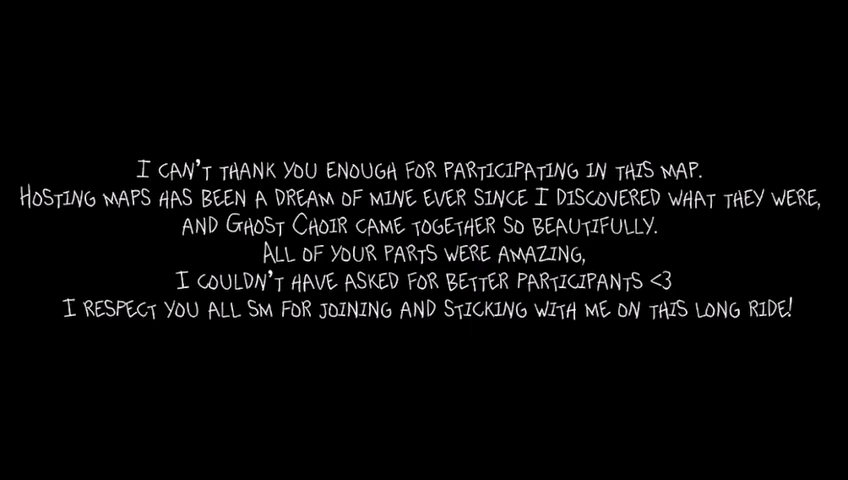 I can't thank you enough for participating in this map.
Hosting maps has been a dream of mine ever since I discovered what they were,
and Ghost Choir came together so beautifully.
All of your parts were amazing,
I couldn't have asked for better participants <3
I respect you all sm for joining and sticking with me on this long ride!